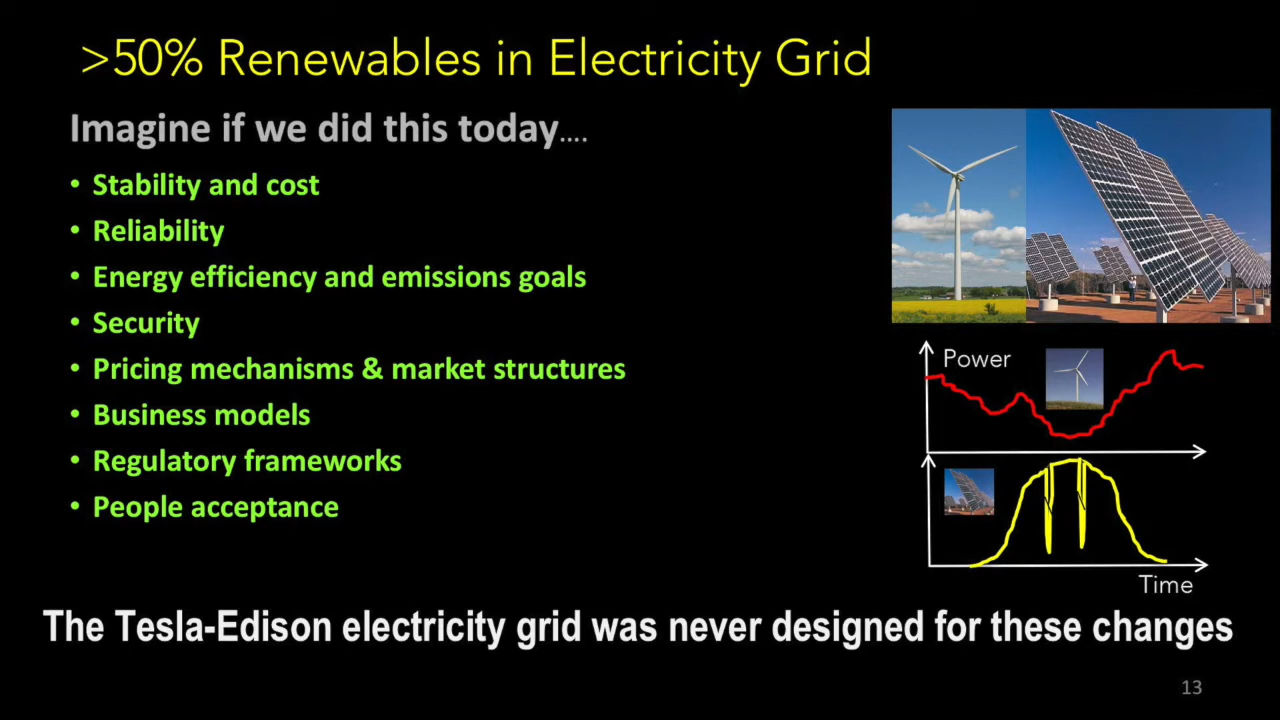 >50% Renewables in Electricity Grid
Imagine if we did this today....
• Stability and cost
• Reliability
• Energy efficiency and emissions goals
• Security
• Pricing mechanisms & market structures
• Business models
• Regulatory frameworks
• People acceptance
Power
Time
The Tesla-Edison electricity grid was never designed for these changes
13